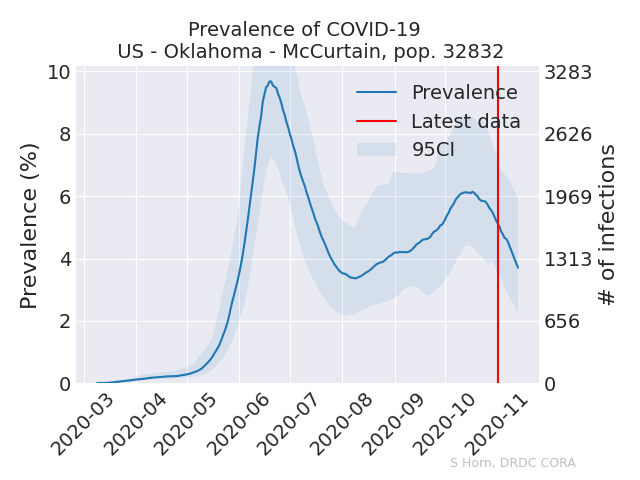 Prevalence of COVID-19
US - Oklahoma - McCurtain, pop. 32832
Prevalence (%)
10
8
6
4
2
0
Prevalence
Latest data
95CI
3283
2626
1969
1313
656
0
# of infections
2020-03
2020-04
2020-05
2020-06
2020-07
2020-08
2020-09
2020-10
2020-11
S Horn, DRDC CORA